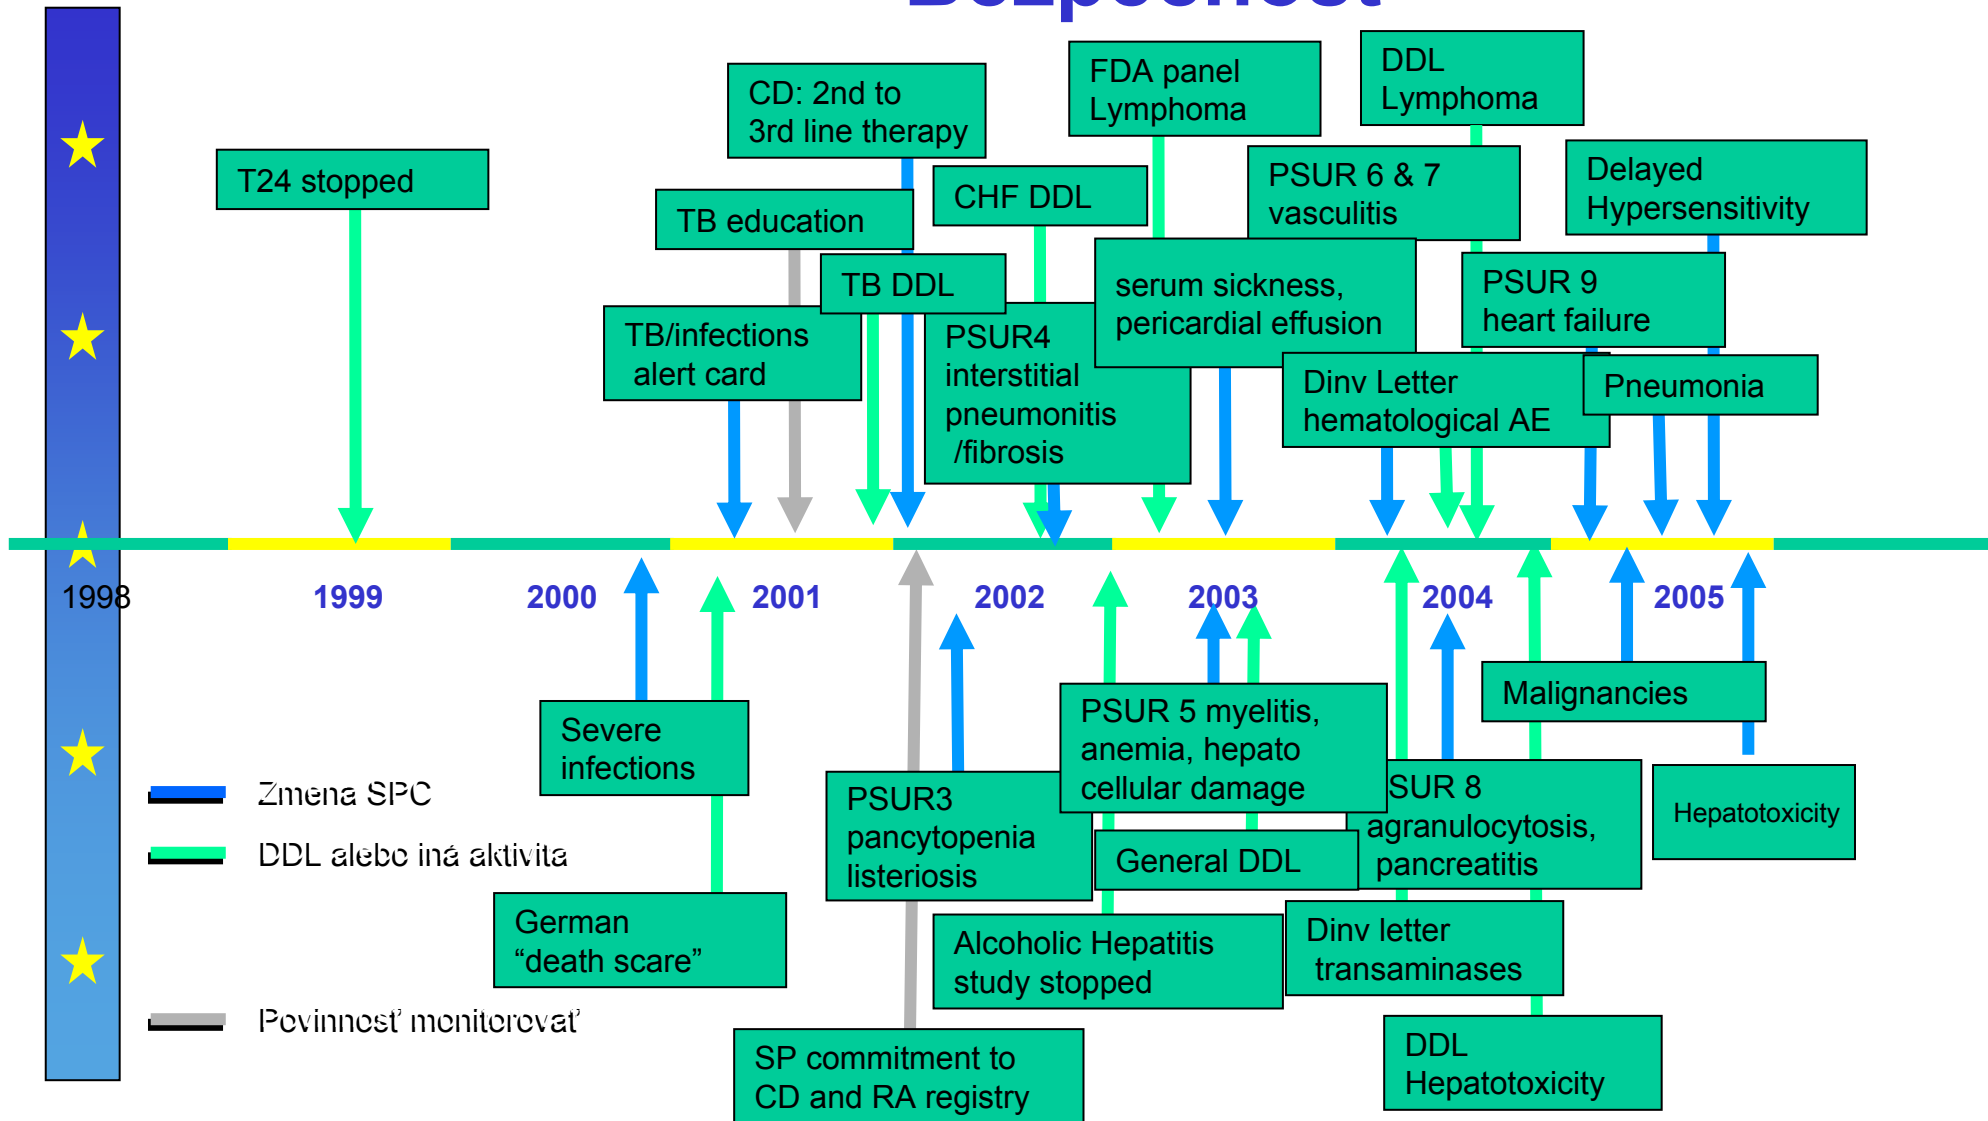 Bezpečnosť
CD: 2nd to
3rd line therapy
FDA panel
Lymphoma
DDL
Lymphoma
T24 stopped
TB education
CHF DDL
PSUR 6 & 7
vasculitis
Delayed
Hypersensitivity
TB DDL
serum sickness,
pericardial effusion
PSUR 9
heart failure
TB/infections
alert card
PSUR4
interstitial
pneumonitis
/fibrosis
Dinv Letter
hematological AE
Pneumonia
1998
1999
2000
2001
2002
2003
2004
2005
Severe
infections
PSUR 5 myelitis,
anemia, hepato
cellular damage
Malignancies
Zmena SPC
DDL alebo iná aktivita
PSUR3
pancytopenia
listeriosis
General DDL
SUR 8
agranulocytosis,
pancreatitis
Hepatotoxicity
German
“death scare”
Alcoholic Hepatitis
study stopped
Dinv letter
transaminases
Povinnosť monitorovať
SP commitment to
CD and RA registry
DDL
Hepatotoxicity